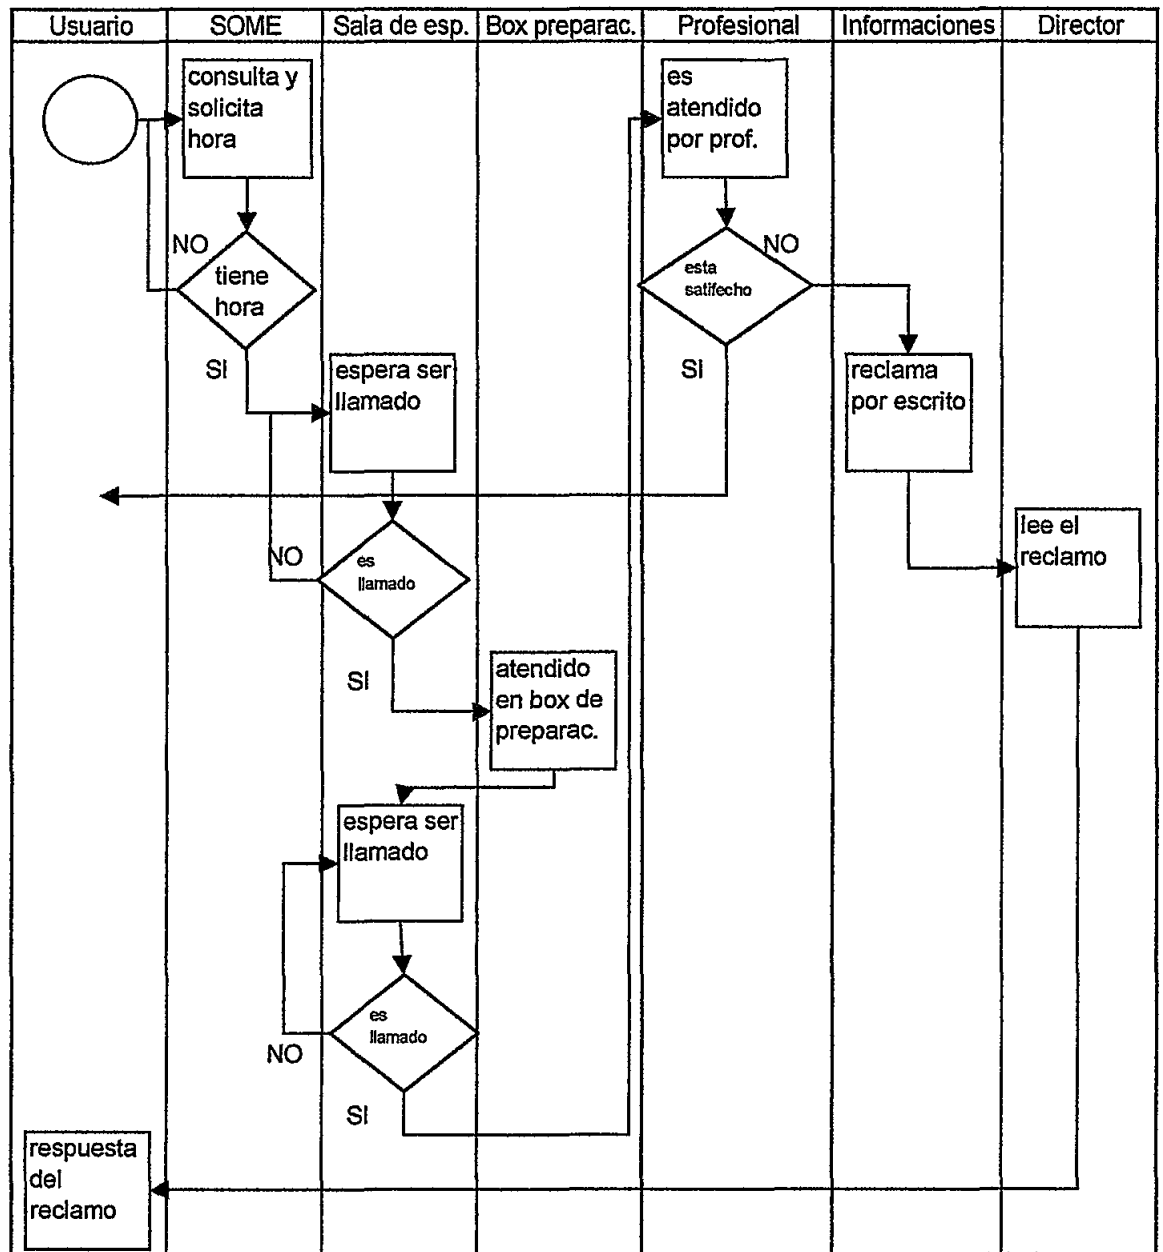 Usuario
SOME
Sala de esp.
Box preparac.
Profesional
Informaciones
Director
consulta y
solicita
hora
es
atendido
por prof.
NO
tiene
hora
NO
esta
satifecho
SI
espera ser
llamado
SI
reclama
por escrito
lee el
reclamo
NO
es
llamado
SI
atendido
en box de
preparac.
espera ser
llamado
es
llamado
NO
SI
respuesta
del
reclamo